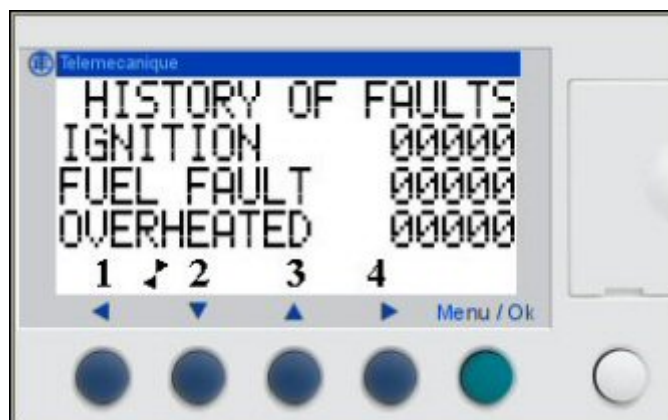 Telemecanique
HISTORY OF FAULTS
IGNITION 00000
FUEL FAULT 00000
OVERHEATED 00000
1 2 3 4
Menu / Ok